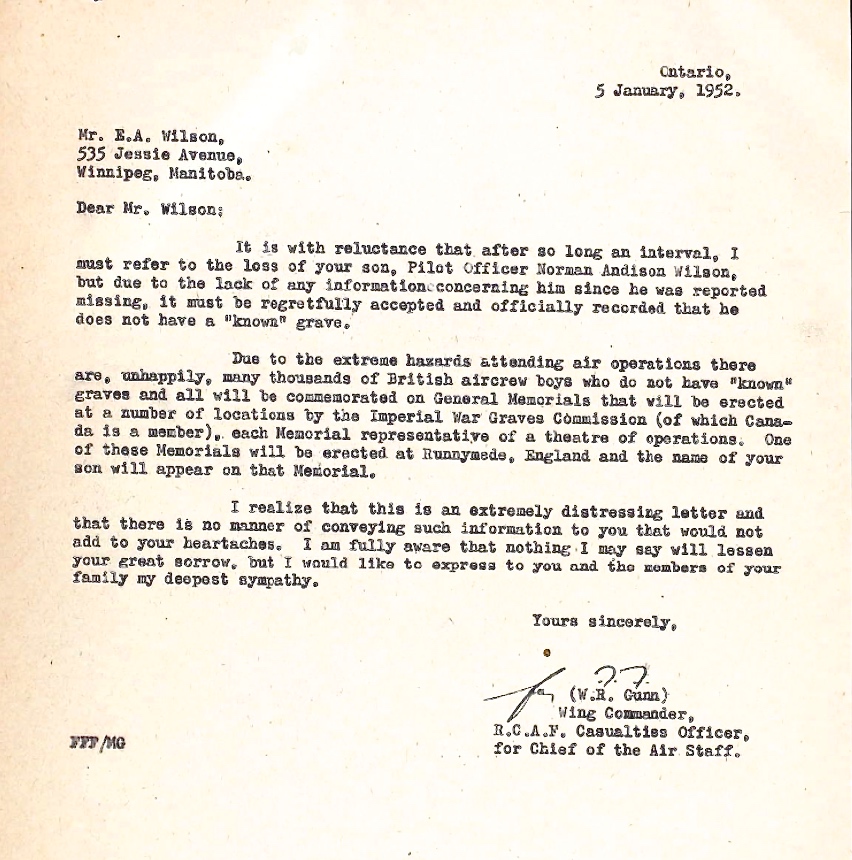 Ontario,
5 January, 1952.
Mr. E.A. Wilson,
535 Jessie Avenue,
Winnipeg, Manitoba.
Dear Mr. Wilson;
It is with reluctance that after so long an interval, I
must refer to the loss of your son, Pilot Officer Norman Andison Wilson,
but due to the lack of any information concerning him since he was reported
missing, it must be regretfully accepted and officially recorded that he
does not have a "known" grave.
Due to the extreme hazards attending air operations there
are, unhappily, many thousands of British aircrew boys who do not have "known"
graves and all will be commemorated on General Memorials that will be erected
at a number of locations by the Imperial War Graves Commission (of which Cana-
da is a member), each Memorial representative of a theatre of operations. One
of these Memorials will be erected at Runnymede, England and the name of your
son will appear on that Memorial.
I realize that this is an extremely distressing letter and
that there is no manner of conveying such information to you that would not
add to your heartaches. I am fully aware that nothing I may say will lessen
your great sorrow, but I would like to express to you and the members of your
family my deepest sympathy.
Yours sincerely,
for (W.R. Gunn)
Wing Commander,
R.C.A.F. Casualties Officer,
for Chief of the Air Staff.
FFF/MG